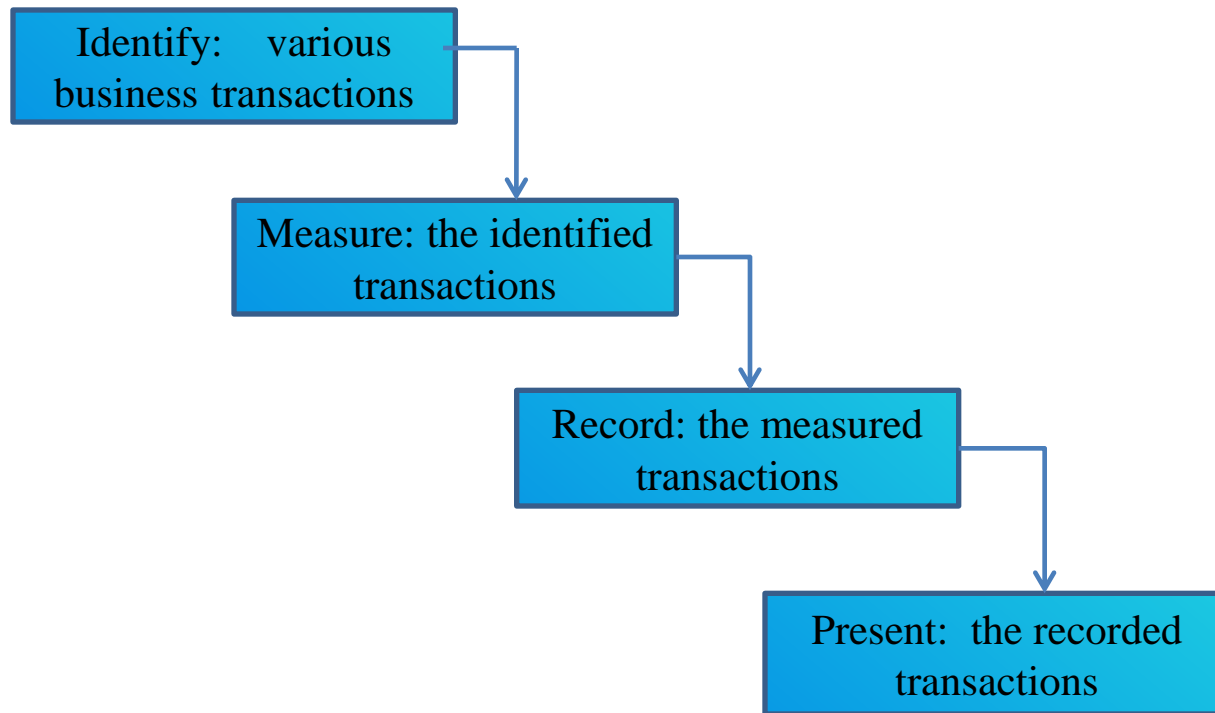 Identify: various
business transactions
Measure: the identified
transactions
Record: the measured
transactions
Present: the recorded
transactions